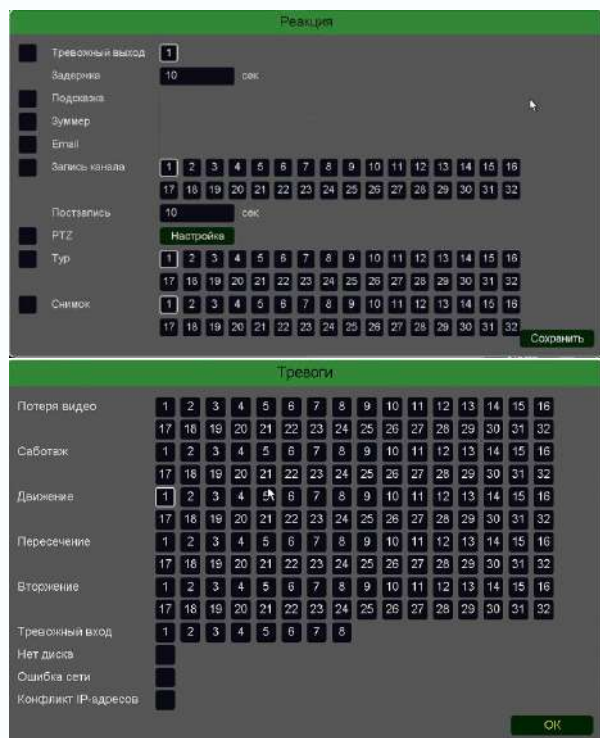 Реакция
Тревожный выход 1
Задержка 10 сек
Подсказка
Зуммер
Email
Запись канала 1 2 3 4 5 6 7 8 9 10 11 12 13 14 15 16
17 18 19 20 21 22 23 24 25 26 27 28 29 30 31 32
Постзапись 10 сек
PTZ Настройка
Тур 1 2 3 4 5 6 7 8 9 10 11 12 13 14 15 16
17 18 19 20 21 22 23 24 25 26 27 28 29 30 31 32
Снимок 1 2 3 4 5 6 7 8 9 10 11 12 13 14 15 16
17 18 19 20 21 22 23 24 25 26 27 28 29 30 31 32
Сохранить
Тревоги
Потеря видео 1 2 3 4 5 6 7 8 9 10 11 12 13 14 15 16
17 18 19 20 21 22 23 24 25 26 27 28 29 30 31 32
Саботаж 1 2 3 4 5 6 7 8 9 10 11 12 13 14 15 16
17 18 19 20 21 22 23 24 25 26 27 28 29 30 31 32
Движение 1 2 3 4 5 6 7 8 9 10 11 12 13 14 15 16
17 18 19 20 21 22 23 24 25 26 27 28 29 30 31 32
Пересечение 1 2 3 4 5 6 7 8 9 10 11 12 13 14 15 16
17 18 19 20 21 22 23 24 25 26 27 28 29 30 31 32
Вторжение 1 2 3 4 5 6 7 8 9 10 11 12 13 14 15 16
17 18 19 20 21 22 23 24 25 26 27 28 29 30 31 32
Тревожный вход 1 2 3 4 5 6 7 8
Нет диска
Ошибка сети
Конфликт IP-адресов
OK